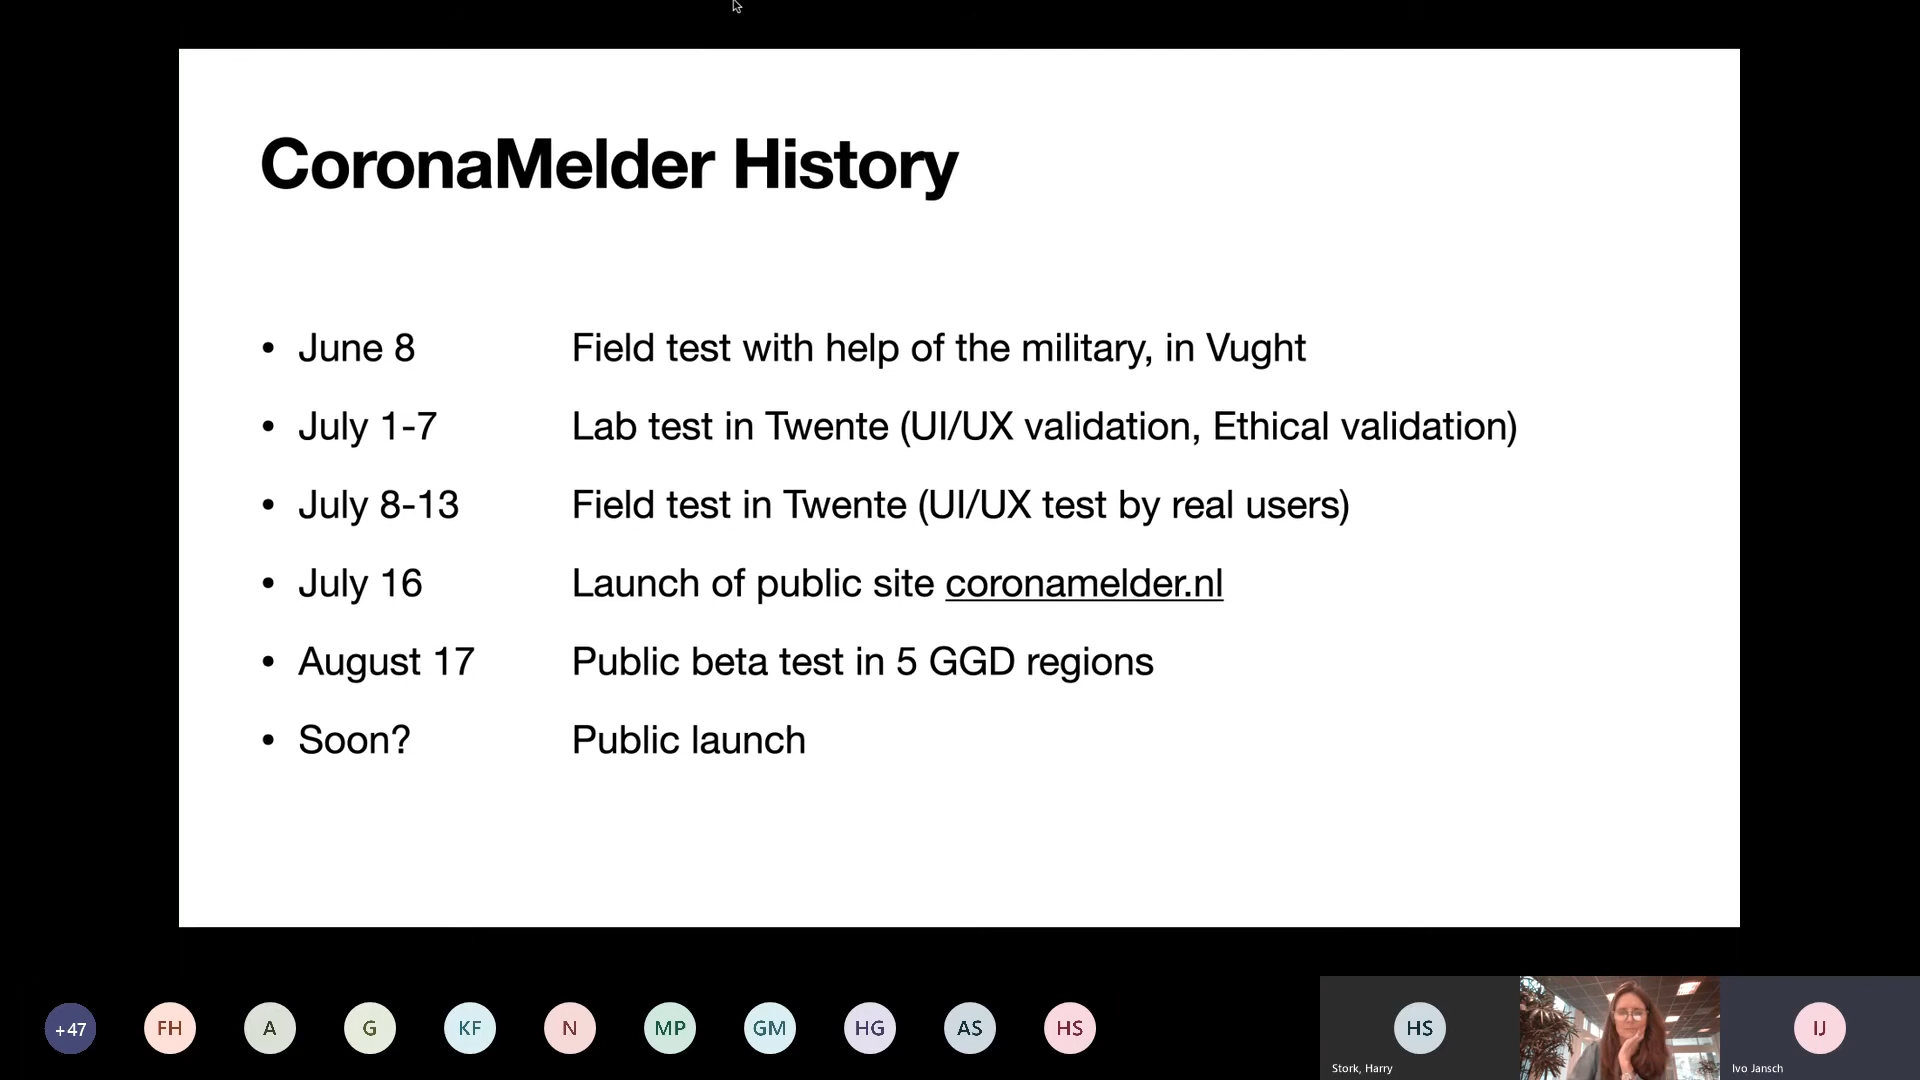 CoronaMelder History
• June 8 Field test with help of the military, in Vught
• July 1-7 Lab test in Twente (UI/UX validation, Ethical validation)
• July 8-13 Field test in Twente (UI/UX test by real users)
• July 16 Launch of public site coronamelder.nl
• August 17 Public beta test in 5 GGD regions
• Soon? Public launch
+47 FH A G KF N MP GM HG AS HS HS IJ
Stork, Harry Ivo Jansch